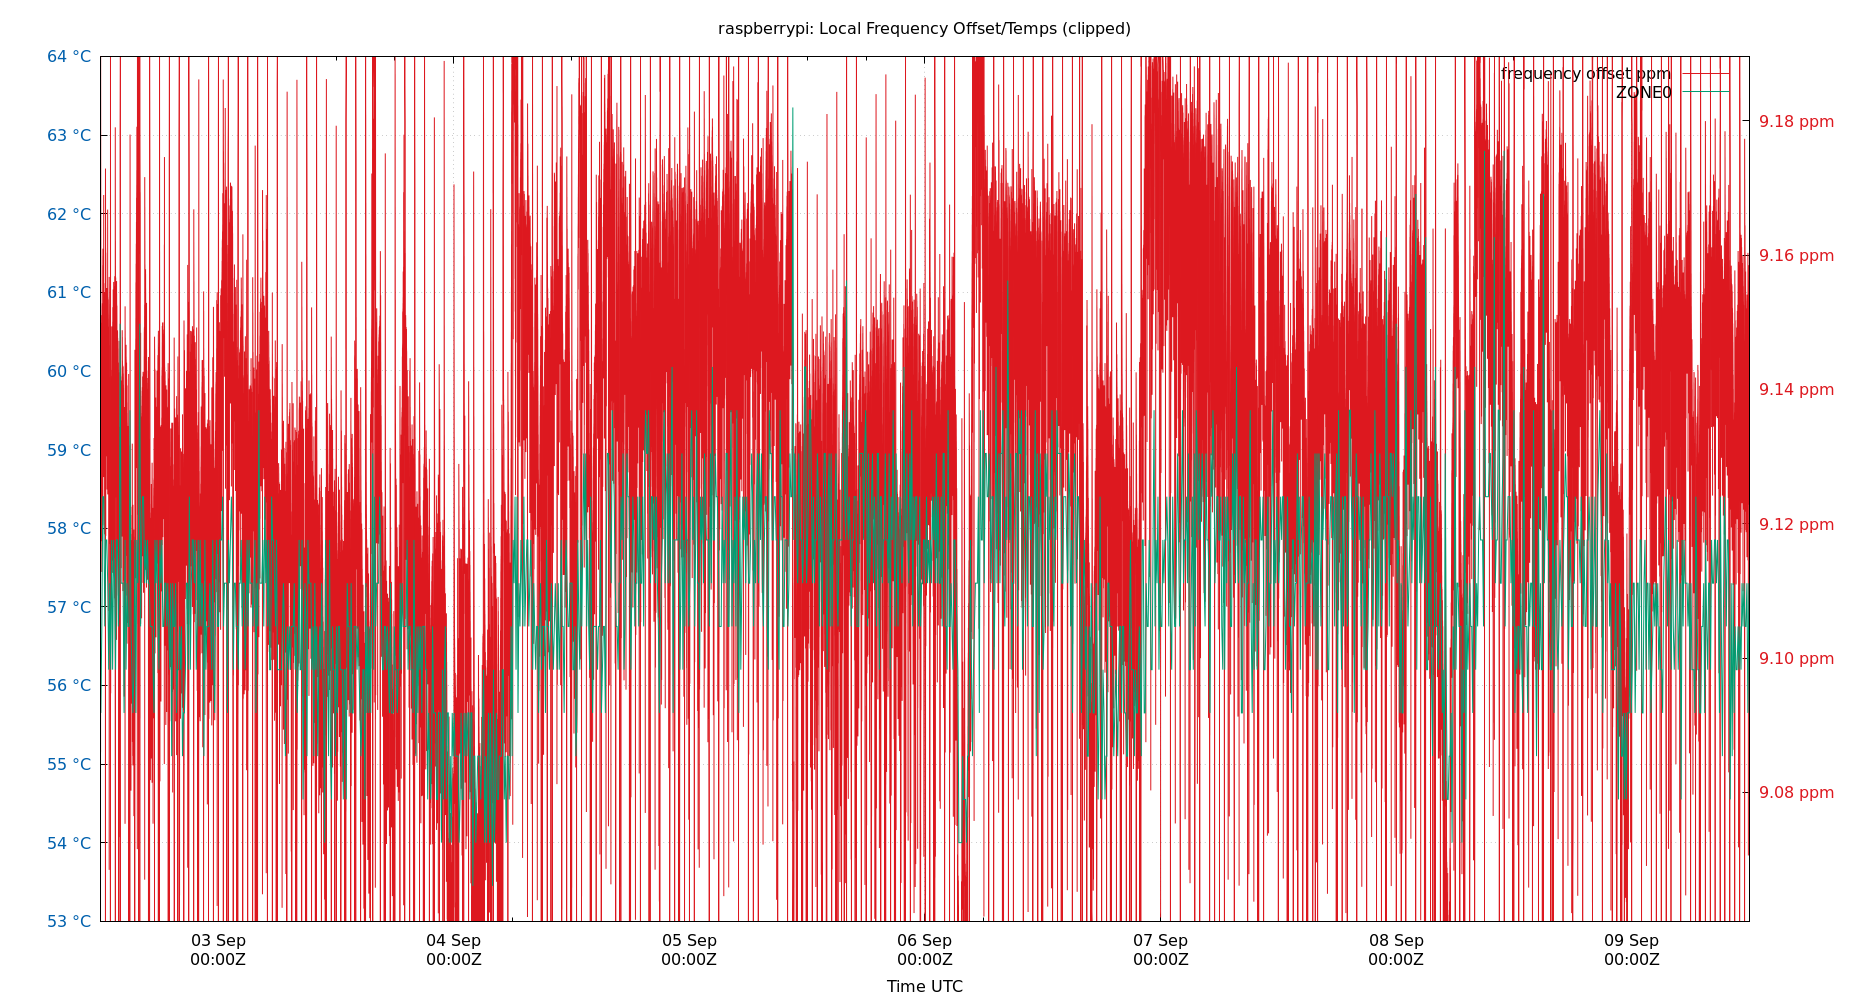 raspberrypi: Local Frequency Offset/Temps (clipped)
64 °C
63 °C
62 °C
61 °C
60 °C
59 °C
58 °C
57 °C
56 °C
55 °C
54 °C
53 °C
frequency offset ppm
ZONE0
9.18 ppm
9.16 ppm
9.14 ppm
9.12 ppm
9.10 ppm
9.08 ppm
03 Sep 04 Sep 05 Sep 06 Sep 07 Sep 08 Sep 09 Sep
00:00Z 00:00Z 00:00Z 00:00Z 00:00Z 00:00Z 00:00Z
Time UTC